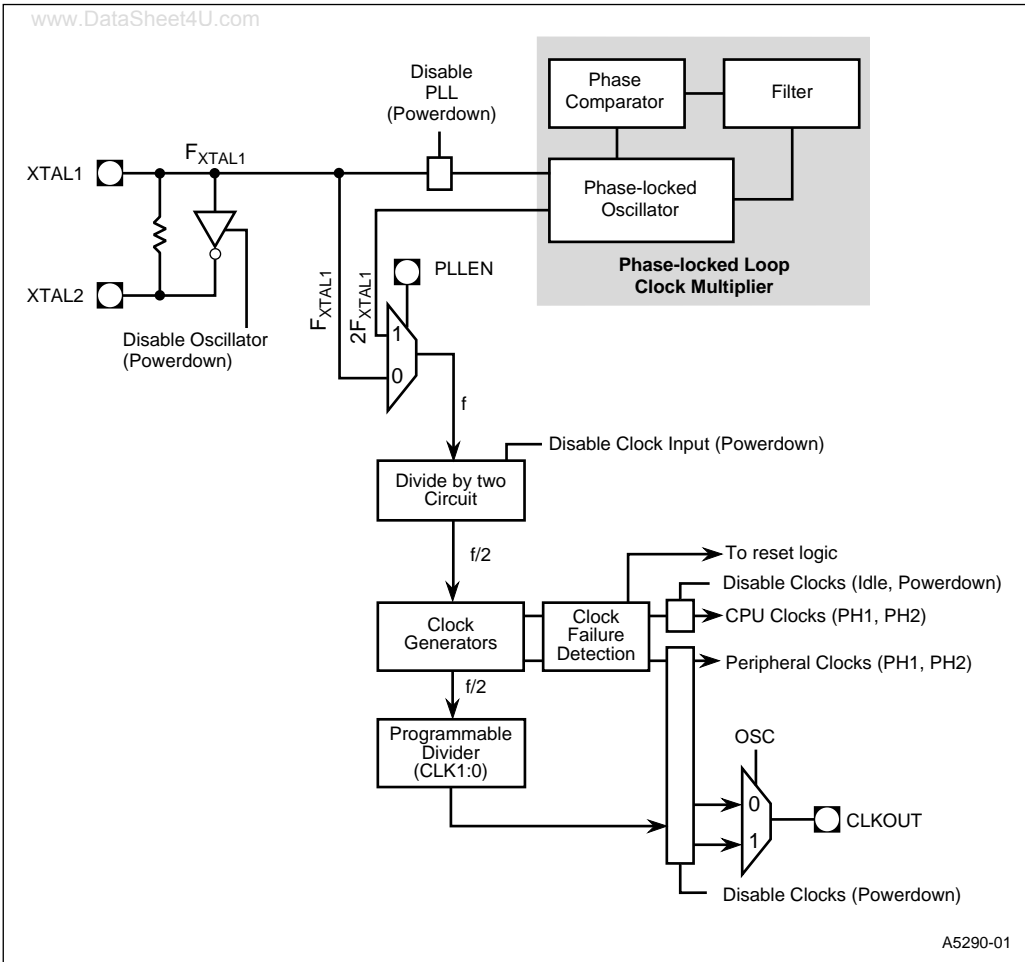 www.DataSheet4U.com
Disable
PLL
(Powerdown)
Phase
Comparator
Filter
XTAL1
FXTAL1
Phase-locked
Oscillator
Phase-locked Loop
Clock Multiplier
XTAL2
Disable Oscillator
(Powerdown)
FXTAL1
2FXTAL1
PLLEN
1
0
f
Disable Clock Input (Powerdown)
Divide by two
Circuit
f/2
To reset logic
Disable Clocks (Idle, Powerdown)
Clock
Generators
Clock
Failure
Detection
CPU Clocks (PH1, PH2)
Peripheral Clocks (PH1, PH2)
f/2
Programmable
Divider
(CLK1:0)
OSC
0
1
CLKOUT
Disable Clocks (Powerdown)
A5290-01